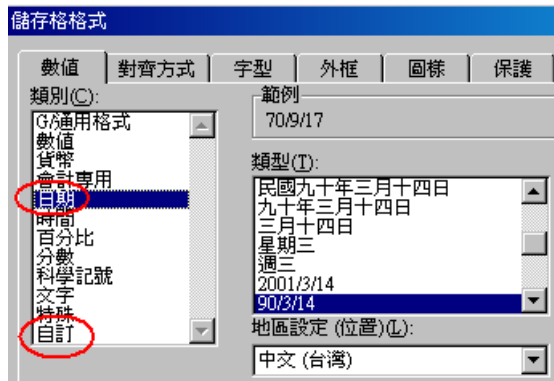 儲存格格式
數值 對齊方式 字型 外框 圖樣 保護
類別(C):
G/通用格式
數值
貨幣
會計專用
日期
時間
百分比
分數
科學記號
文字
特殊
自訂
範例
70/9/17
類型(T):
民國九十年三月十四日
九十年三月十四日
三月十四日
星期三
週三
2001/3/14
90/3/14
地區設定 (位置)(L):
中文 (台灣)